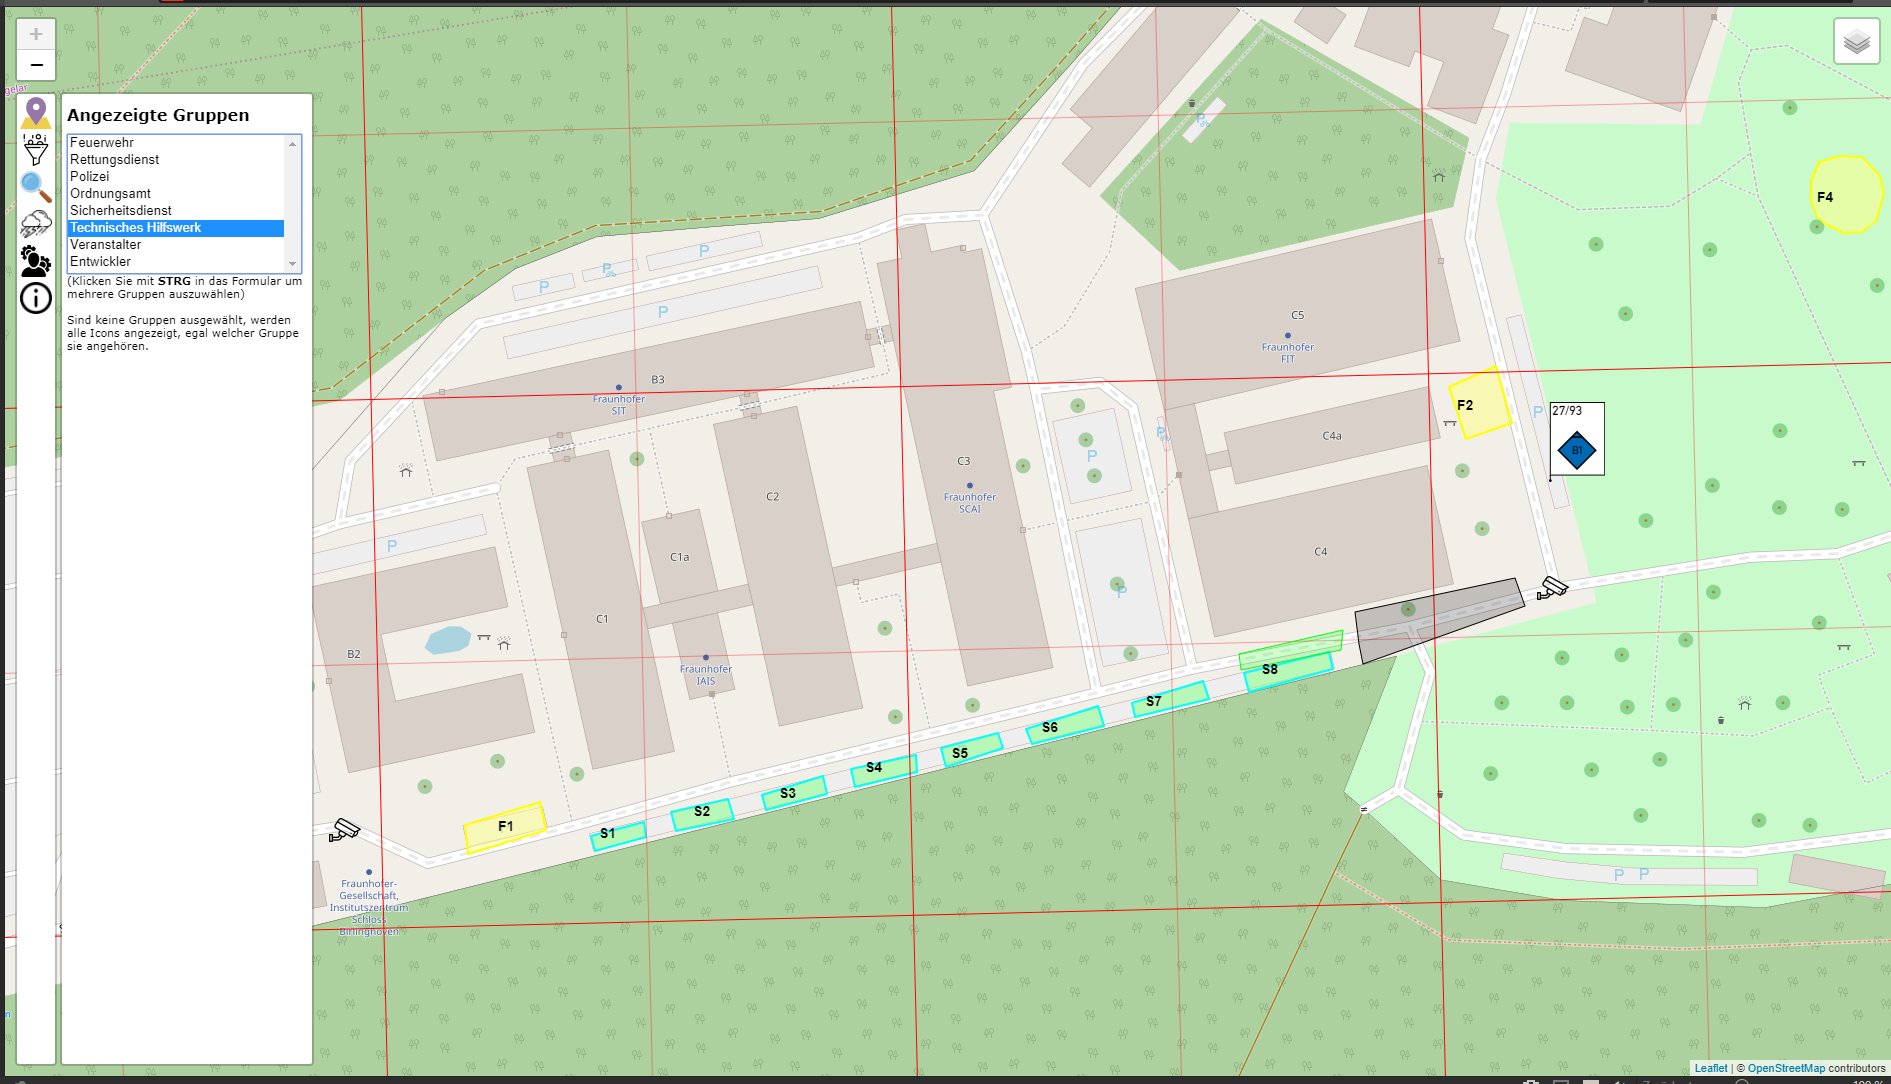 +
−
gelar
Angezeigte Gruppen
Feuerwehr
Rettungsdienst
Polizei
Ordnungsamt
Sicherheitsdienst
Technisches Hilfswerk
Veranstalter
Entwickler
(Klicken Sie mit STRG in das Formular um
mehrere Gruppen auszuwählen)
Sind keine Gruppen ausgewählt, werden
alle Icons angezeigt, egal welcher Gruppe
sie angehören.
P
F4
P
P
P
P
C5
Fraunhofer
FIT
B3
Fraunhofer
SIT
F2
P
27/93
B1
P
C4a
P
C3
Fraunhofer
SCAI
C2
P
C1a
C4
P
C1
B2
Fraunhofer
IAIS
S8
S7
S6
S5
S4
S3
S2
S1
F1
P P
Fraunhofer-
Gesellschaft,
Institutszentrum
Schloss
Birlinghoven
Leaflet | © OpenStreetMap contributors